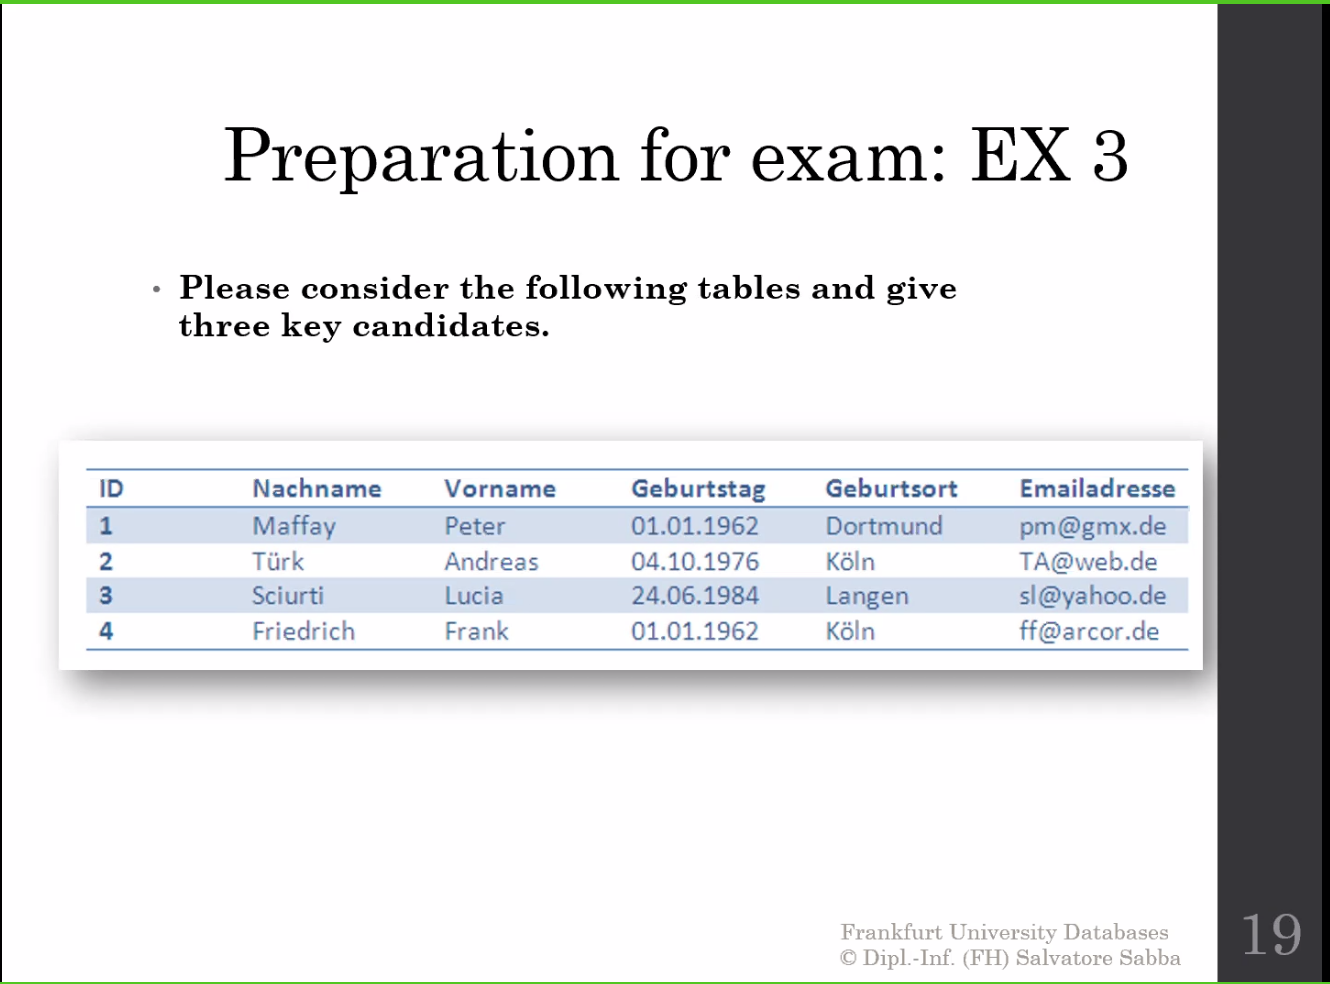 Preparation for exam: EX 3
• Please consider the following tables and give
three key candidates.
ID Nachname Vorname Geburtstag Geburtsort Emailadresse
1 Maffay Peter 01.01.1962 Dortmund pm@gmx.de
2 Türk Andreas 04.10.1976 Köln TA@web.de
3 Sciurti Lucia 24.06.1984 Langen sl@yahoo.de
4 Friedrich Frank 01.01.1962 Köln ff@arcor.de
Frankfurt University Databases
© Dipl.-Inf. (FH) Salvatore Sabba
19